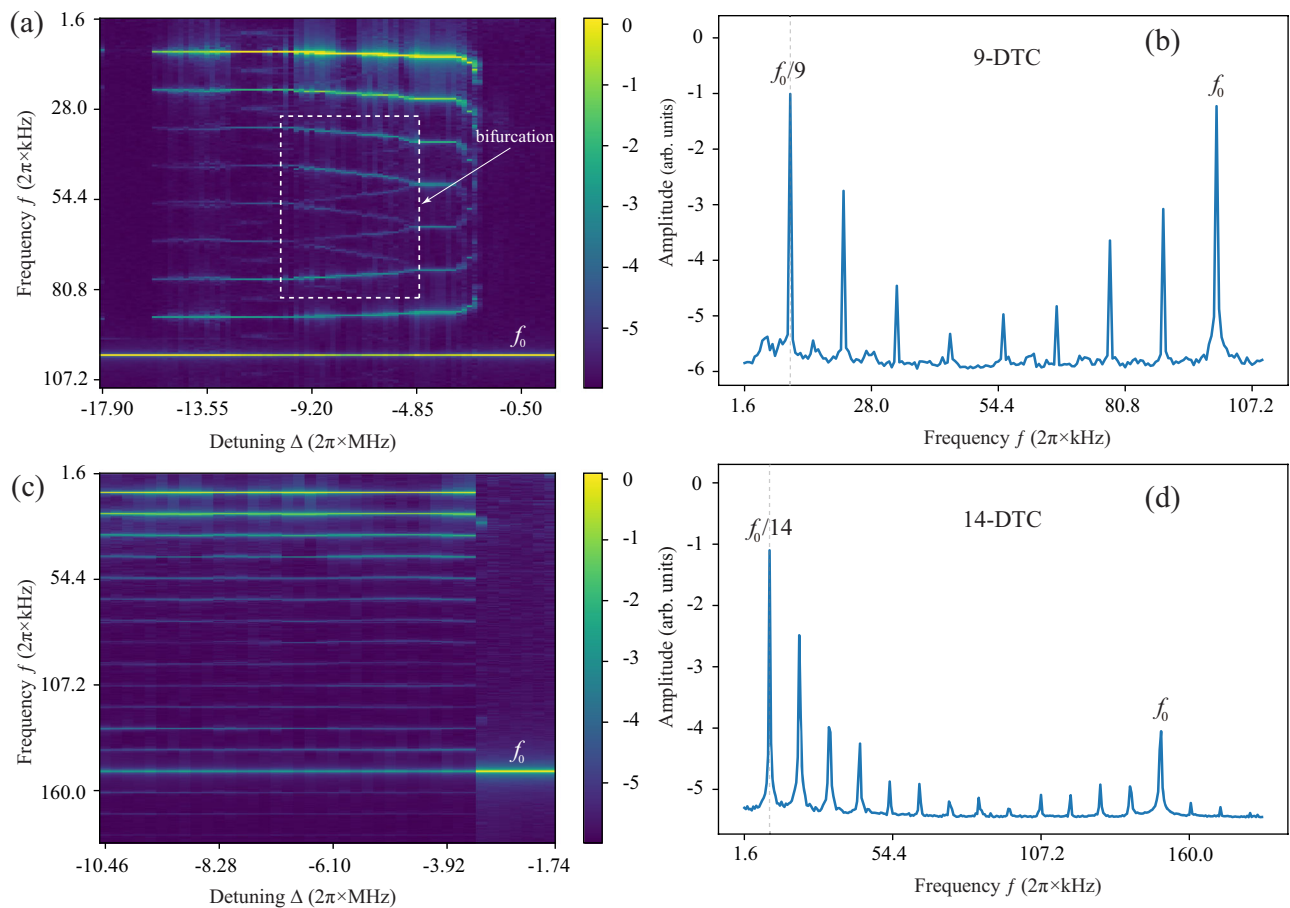 (a)
1.6
28.0
54.4
80.8
107.2
Frequency f (2π×kHz)
bifurcation
f₀
-17.90
-13.55
-9.20
-4.85
-0.50
Detuning Δ (2π×MHz)
0
-1
-2
-3
-4
-5
(b)
9-DTC
f₀/9
f₀
0
-1
-2
-3
-4
-5
-6
Amplitude (arb. units)
1.6
28.0
54.4
80.8
107.2
Frequency f (2π×kHz)
(c)
1.6
54.4
107.2
160.0
Frequency f (2π×kHz)
f₀
-10.46
-8.28
-6.10
-3.92
-1.74
Detuning Δ (2π×MHz)
0
-1
-2
-3
-4
-5
(d)
14-DTC
f₀/14
f₀
0
-1
-2
-3
-4
-5
Amplitude (arb. units)
1.6
54.4
107.2
160.0
Frequency f (2π×kHz)